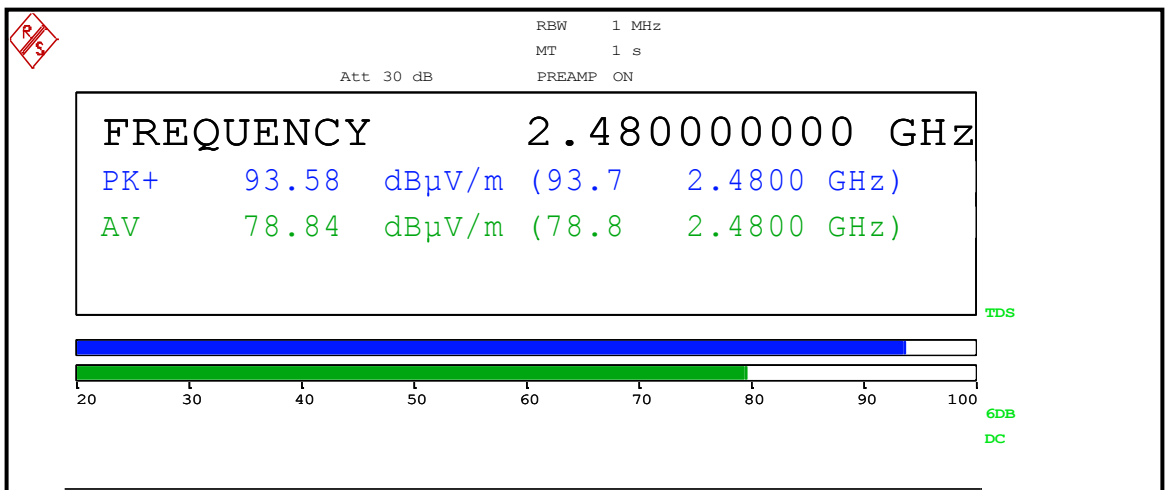 R
S
RBW 1 MHz
MT 1 s
Att 30 dB PREAMP ON
FREQUENCY 2.480000000 GHz
PK+ 93.58 dBµV/m (93.7 2.4800 GHz)
AV 78.84 dBµV/m (78.8 2.4800 GHz)
TDS
20 30 40 50 60 70 80 90 100
6DB
DC